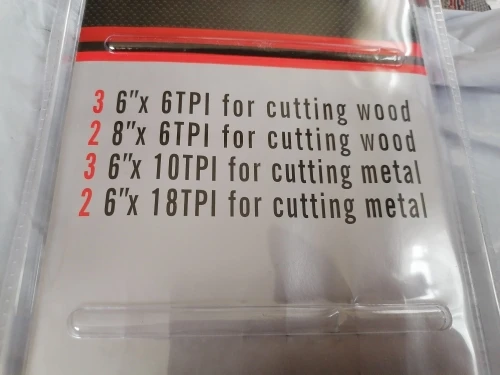 3 6"x 6TPI for cutting wood
2 8"x 6TPI for cutting wood
3 6"x 10TPI for cutting metal
2 6"x 18TPI for cutting metal